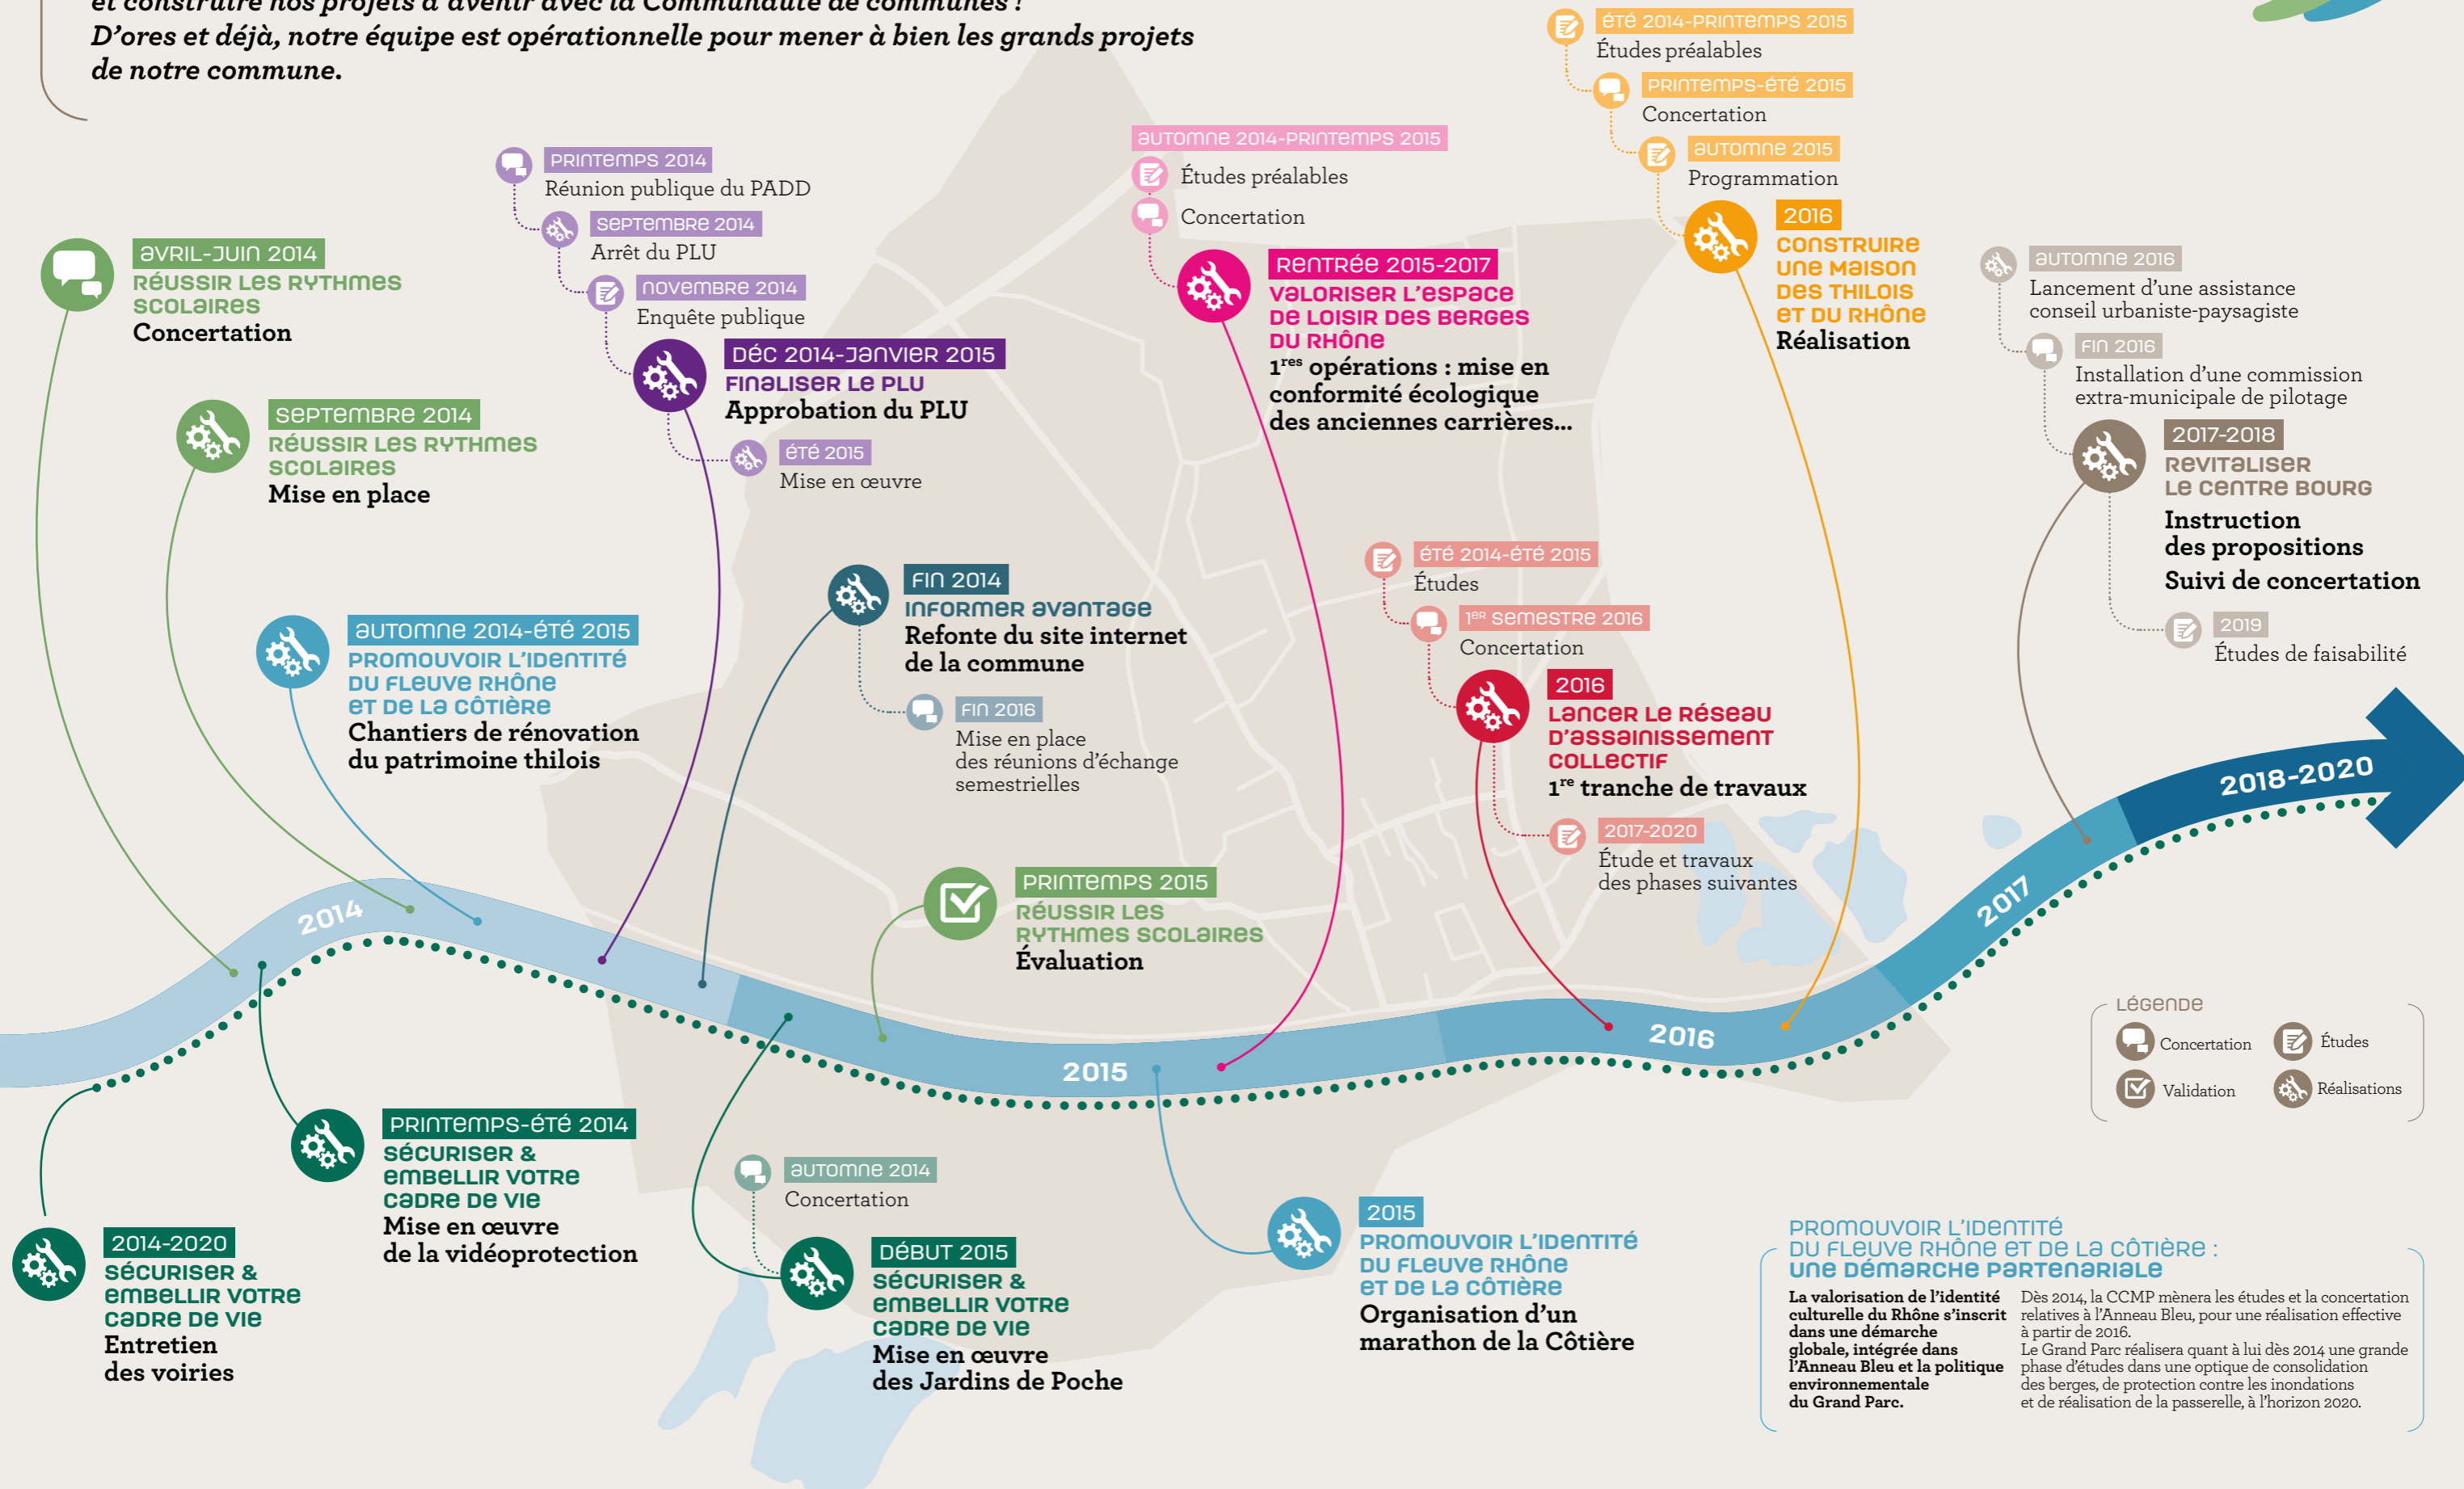 et construire nos projets d'avenir avec la Communauté de communes !
D'ores et déjà, notre équipe est opérationnelle pour mener à bien les grands projets
de notre commune.
AVRIL-JUIN 2014
RÉUSSIR LES RYTHMES
SCOLAIRES
Concertation
SEPTEMBRE 2014
RÉUSSIR LES RYTHMES
SCOLAIRES
Mise en place
AUTOMNE 2014-ÉTÉ 2015
PROMOUVOIR L'IDENTITÉ
DU FLEUVE RHÔNE
ET DE LA CÔTIÈRE
Chantiers de rénovation
du patrimoine thilois
PRINTEMPS 2014
Réunion publique du PADD
SEPTEMBRE 2014
Arrêt du PLU
NOVEMBRE 2014
Enquête publique
DÉC 2014-JANVIER 2015
FINALISER LE PLU
Approbation du PLU
ÉTÉ 2015
Mise en œuvre
FIN 2014
INFORMER AVANTAGE
Refonte du site internet
de la commune
FIN 2016
Mise en place
des réunions d'échange
semestrielles
PRINTEMPS 2015
RÉUSSIR LES
RYTHMES SCOLAIRES
Évaluation
AUTOMNE 2014-PRINTEMPS 2015
Études préalables
Concertation
RENTRÉE 2015-2017
VALORISER L'ESPACE
DE LOISIR DES BERGES
DU RHÔNE
1res opérations : mise en
conformité écologique
des anciennes carrières...
ÉTÉ 2014-PRINTEMPS 2015
Études préalables
PRINTEMPS-ÉTÉ 2015
Concertation
AUTOMNE 2015
Programmation
2016
CONSTRUIRE
UNE MAISON
DES THILOIS
ET DU RHÔNE
Réalisation
ÉTÉ 2014-ÉTÉ 2015
Études
1ER SEMESTRE 2016
Concertation
2016
LANCER LE RÉSEAU
D'ASSAINISSEMENT
COLLECTIF
1re tranche de travaux
2017-2020
Étude et travaux
des phases suivantes
AUTOMNE 2016
Lancement d'une assistance
conseil urbaniste-paysagiste
FIN 2016
Installation d'une commission
extra-municipale de pilotage
2017-2018
REVITALISER
LE CENTRE BOURG
Instruction
des propositions
Suivi de concertation
2019
Études de faisabilité
2014
2015
2016
2017
2018-2020
2014-2020
SÉCURISER &
EMBELLIR VOTRE
CADRE DE VIE
Entretien
des voiries
PRINTEMPS-ÉTÉ 2014
SÉCURISER &
EMBELLIR VOTRE
CADRE DE VIE
Mise en œuvre
de la vidéoprotection
AUTOMNE 2014
Concertation
DÉBUT 2015
SÉCURISER &
EMBELLIR VOTRE
CADRE DE VIE
Mise en œuvre
des Jardins de Poche
2015
PROMOUVOIR L'IDENTITÉ
DU FLEUVE RHÔNE
ET DE LA CÔTIÈRE
Organisation d'un
marathon de la Côtière
LÉGENDE
Concertation
Études
Validation
Réalisations
PROMOUVOIR L'IDENTITÉ
DU FLEUVE RHÔNE ET DE LA CÔTIÈRE :
UNE DÉMARCHE PARTENARIALE
La valorisation de l'identité
culturelle du Rhône s'inscrit
dans une démarche
globale, intégrée dans
l'Anneau Bleu et la politique
environnementale
du Grand Parc.
Dès 2014, la CCMP mènera les études et la concertation
relatives à l'Anneau Bleu, pour une réalisation effective
à partir de 2016.
Le Grand Parc réalisera quant à lui dès 2014 une grande
phase d'études dans une optique de consolidation
des berges, de protection contre les inondations
et de réalisation de la passerelle, à l'horizon 2020.